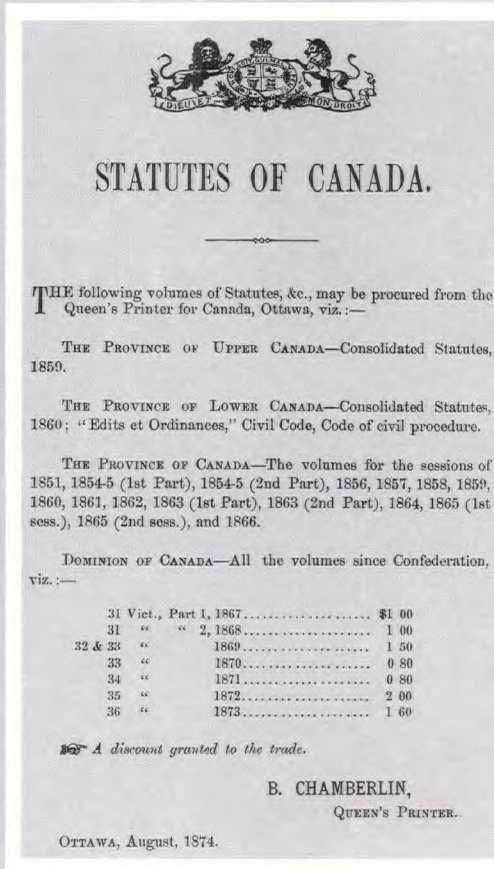 DIEU ET MON DROIT
STATUTES OF CANADA.
THE following volumes of Statutes, &c., may be procured from the
Queen's Printer for Canada, Ottawa, viz.:—
THE PROVINCE OF UPPER CANADA—Consolidated Statutes,
1859.
THE PROVINCE OF LOWER CANADA—Consolidated Statutes,
1860; "Edits et Ordinances," Civil Code, Code of civil procedure.
THE PROVINCE OF CANADA—The volumes for the sessions of
1851, 1854-5 (1st Part), 1854-5 (2nd Part), 1856, 1857, 1858, 1859,
1860, 1861, 1862, 1863 (1st Part), 1863 (2nd Part), 1864, 1865 (1st
sess.), 1865 (2nd sess.), and 1866.
DOMINION OF CANADA—All the volumes since Confederation,
viz.:—
31 Vict., Part 1, 1867..................... $1 00
31 " " 2, 1868..................... 1 00
32 & 33 " 1869..................... 1 50
33 " 1870..................... 0 80
34 " 1871..................... 0 80
35 " 1872..................... 2 00
36 " 1873..................... 1 60
☞ A discount granted to the trade.
B. CHAMBERLIN,
QUEEN'S PRINTER.
OTTAWA, August, 1874.